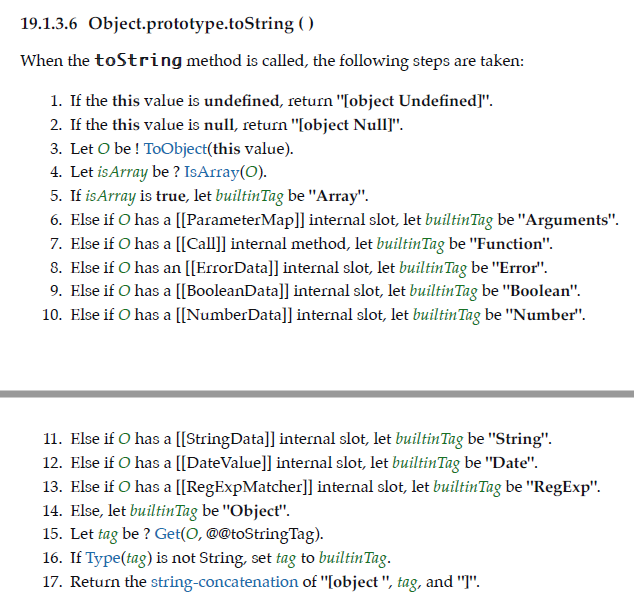 19.1.3.6 Object.prototype.toString ( )
When the toString method is called, the following steps are taken:
1. If the this value is undefined, return "[object Undefined]".
2. If the this value is null, return "[object Null]".
3. Let O be ! ToObject(this value).
4. Let isArray be ? IsArray(O).
5. If isArray is true, let builtinTag be "Array".
6. Else if O has a [[ParameterMap]] internal slot, let builtinTag be "Arguments".
7. Else if O has a [[Call]] internal method, let builtinTag be "Function".
8. Else if O has an [[ErrorData]] internal slot, let builtinTag be "Error".
9. Else if O has a [[BooleanData]] internal slot, let builtinTag be "Boolean".
10. Else if O has a [[NumberData]] internal slot, let builtinTag be "Number".
11. Else if O has a [[StringData]] internal slot, let builtinTag be "String".
12. Else if O has a [[DateValue]] internal slot, let builtinTag be "Date".
13. Else if O has a [[RegExpMatcher]] internal slot, let builtinTag be "RegExp".
14. Else, let builtinTag be "Object".
15. Let tag be ? Get(O, @@toStringTag).
16. If Type(tag) is not String, set tag to builtinTag.
17. Return the string-concatenation of "[object ", tag, and "]".